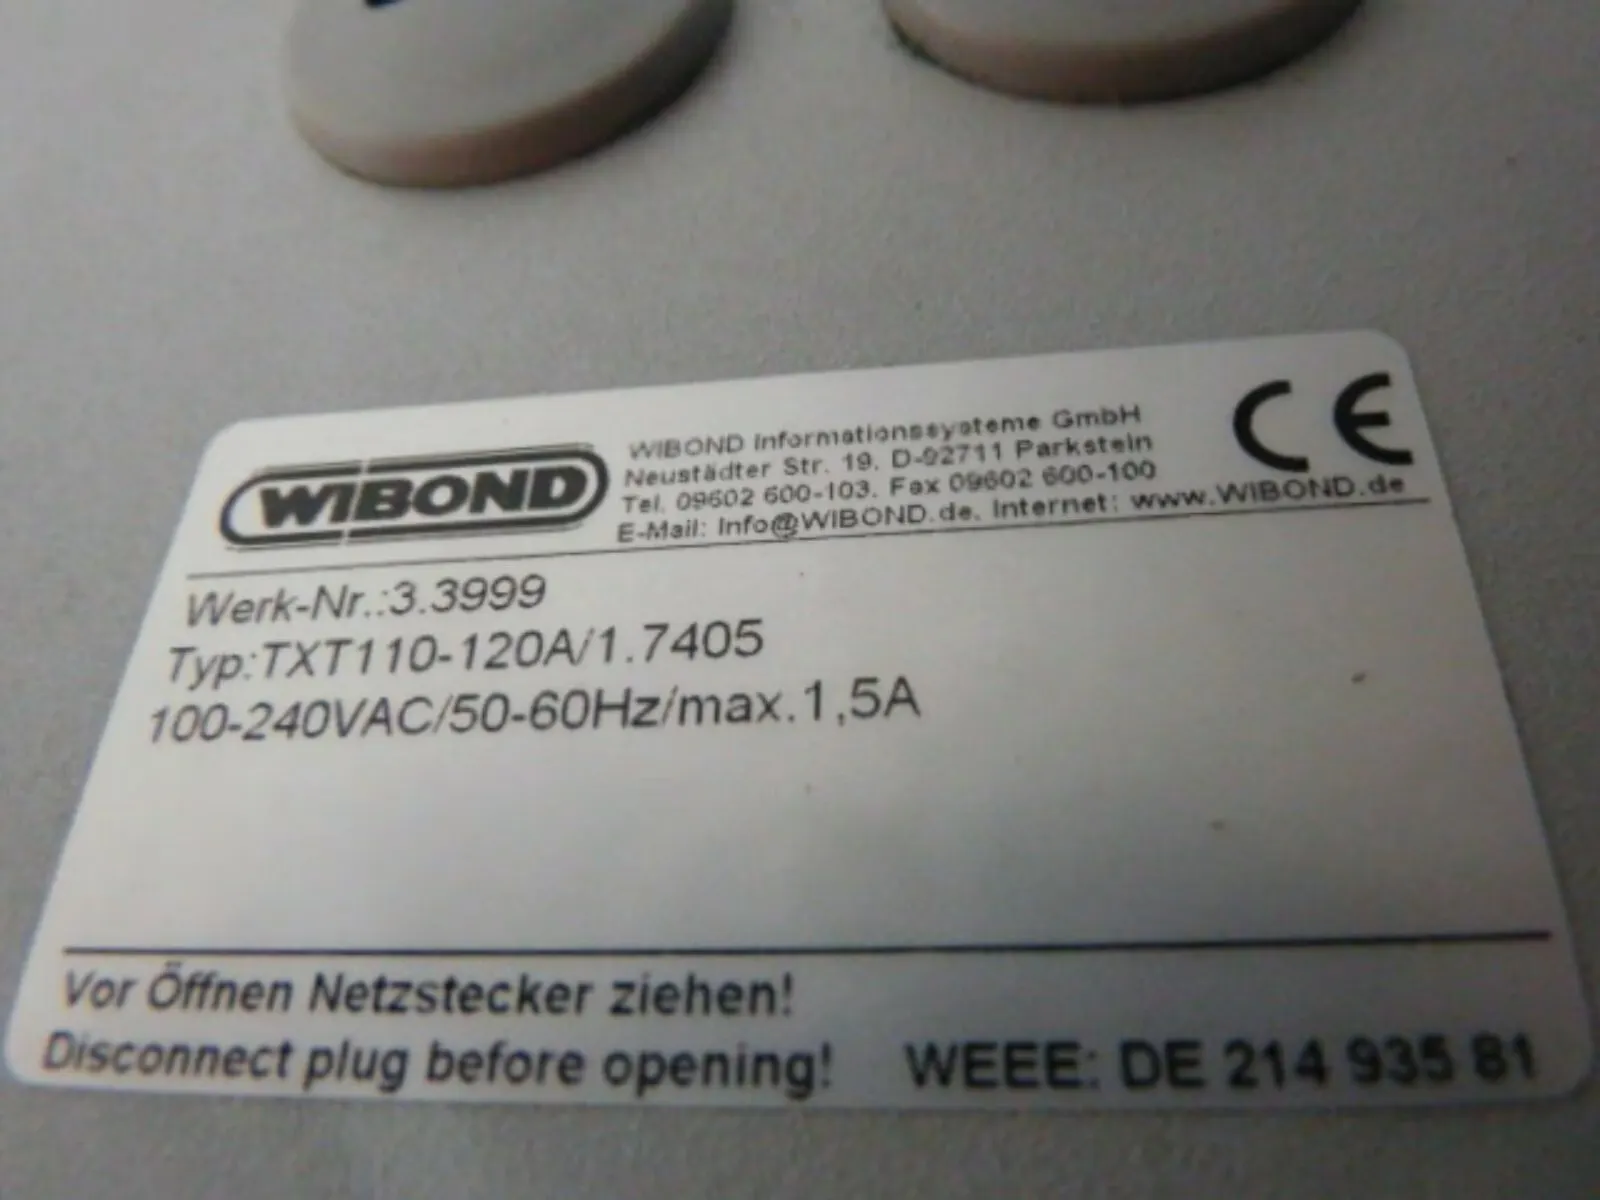 WIBOND
WIBOND Informationssysteme GmbH
Neustädter Str. 19, D-92711 Parkstein
Tel. 09602 600-103, Fax 09602 600-100
E-Mail: Info@WIBOND.de, Internet: www.WIBOND.de
CE
Werk-Nr.:3.3999
Typ:TXT110-120A/1.7405
100-240VAC/50-60Hz/max.1,5A
Vor Öffnen Netzstecker ziehen!
Disconnect plug before opening! WEEE: DE 214 935 81